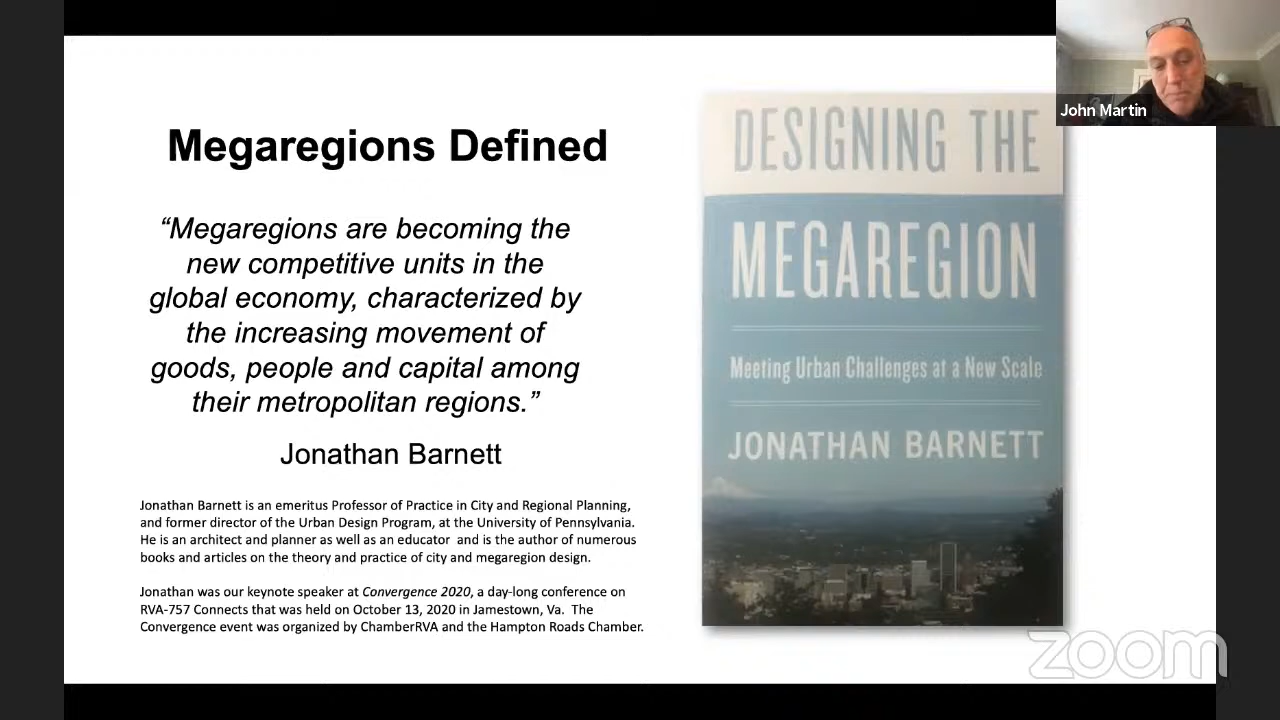 Megaregions Defined
“Megaregions are becoming the
new competitive units in the
global economy, characterized by
the increasing movement of
goods, people and capital among
their metropolitan regions.”
Jonathan Barnett
Jonathan Barnett is an emeritus Professor of Practice in City and Regional Planning,
and former director of the Urban Design Program, at the University of Pennsylvania.
He is an architect and planner as well as an educator and is the author of numerous
books and articles on the theory and practice of city and megaregion design.
Jonathan was our keynote speaker at Convergence 2020, a day-long conference on
RVA-757 Connects that was held on October 13, 2020 in Jamestown, Va. The
Convergence event was organized by ChamberRVA and the Hampton Roads Chamber.
DESIGNING THE
MEGAREGION
Meeting Urban Challenges at a New Scale
JONATHAN BARNETT
John Martin
zoom